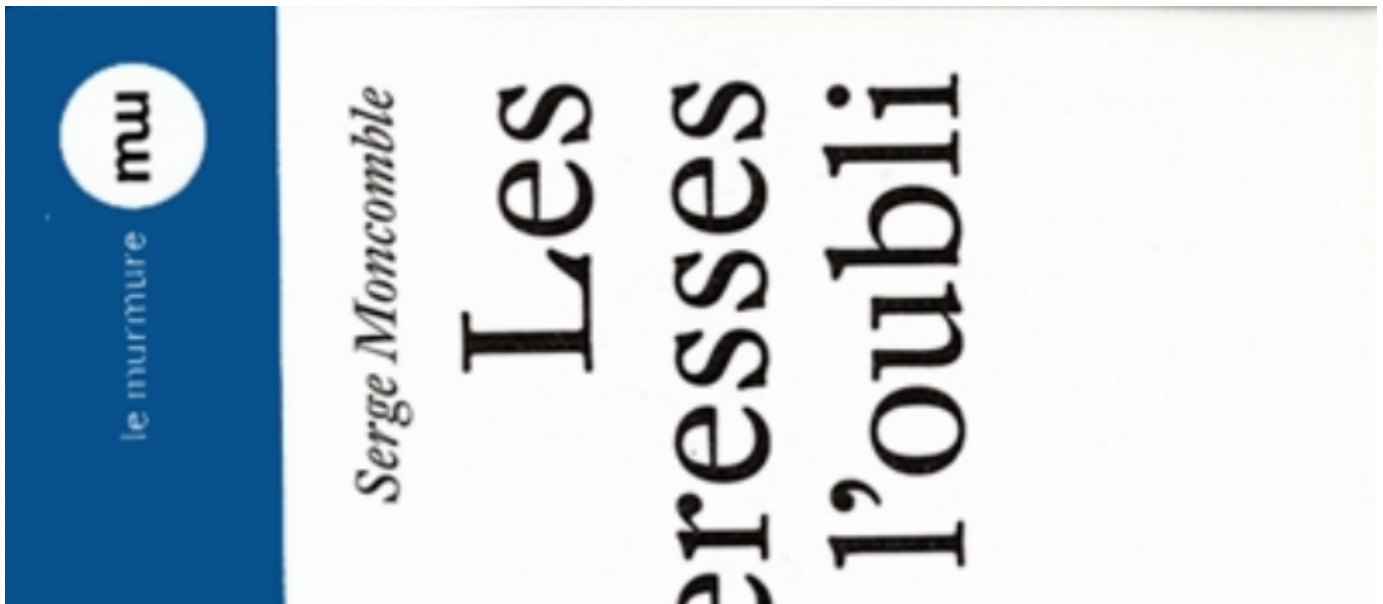 mu
le murmure
Serge Moncomble
Les
eresses
l'oubli